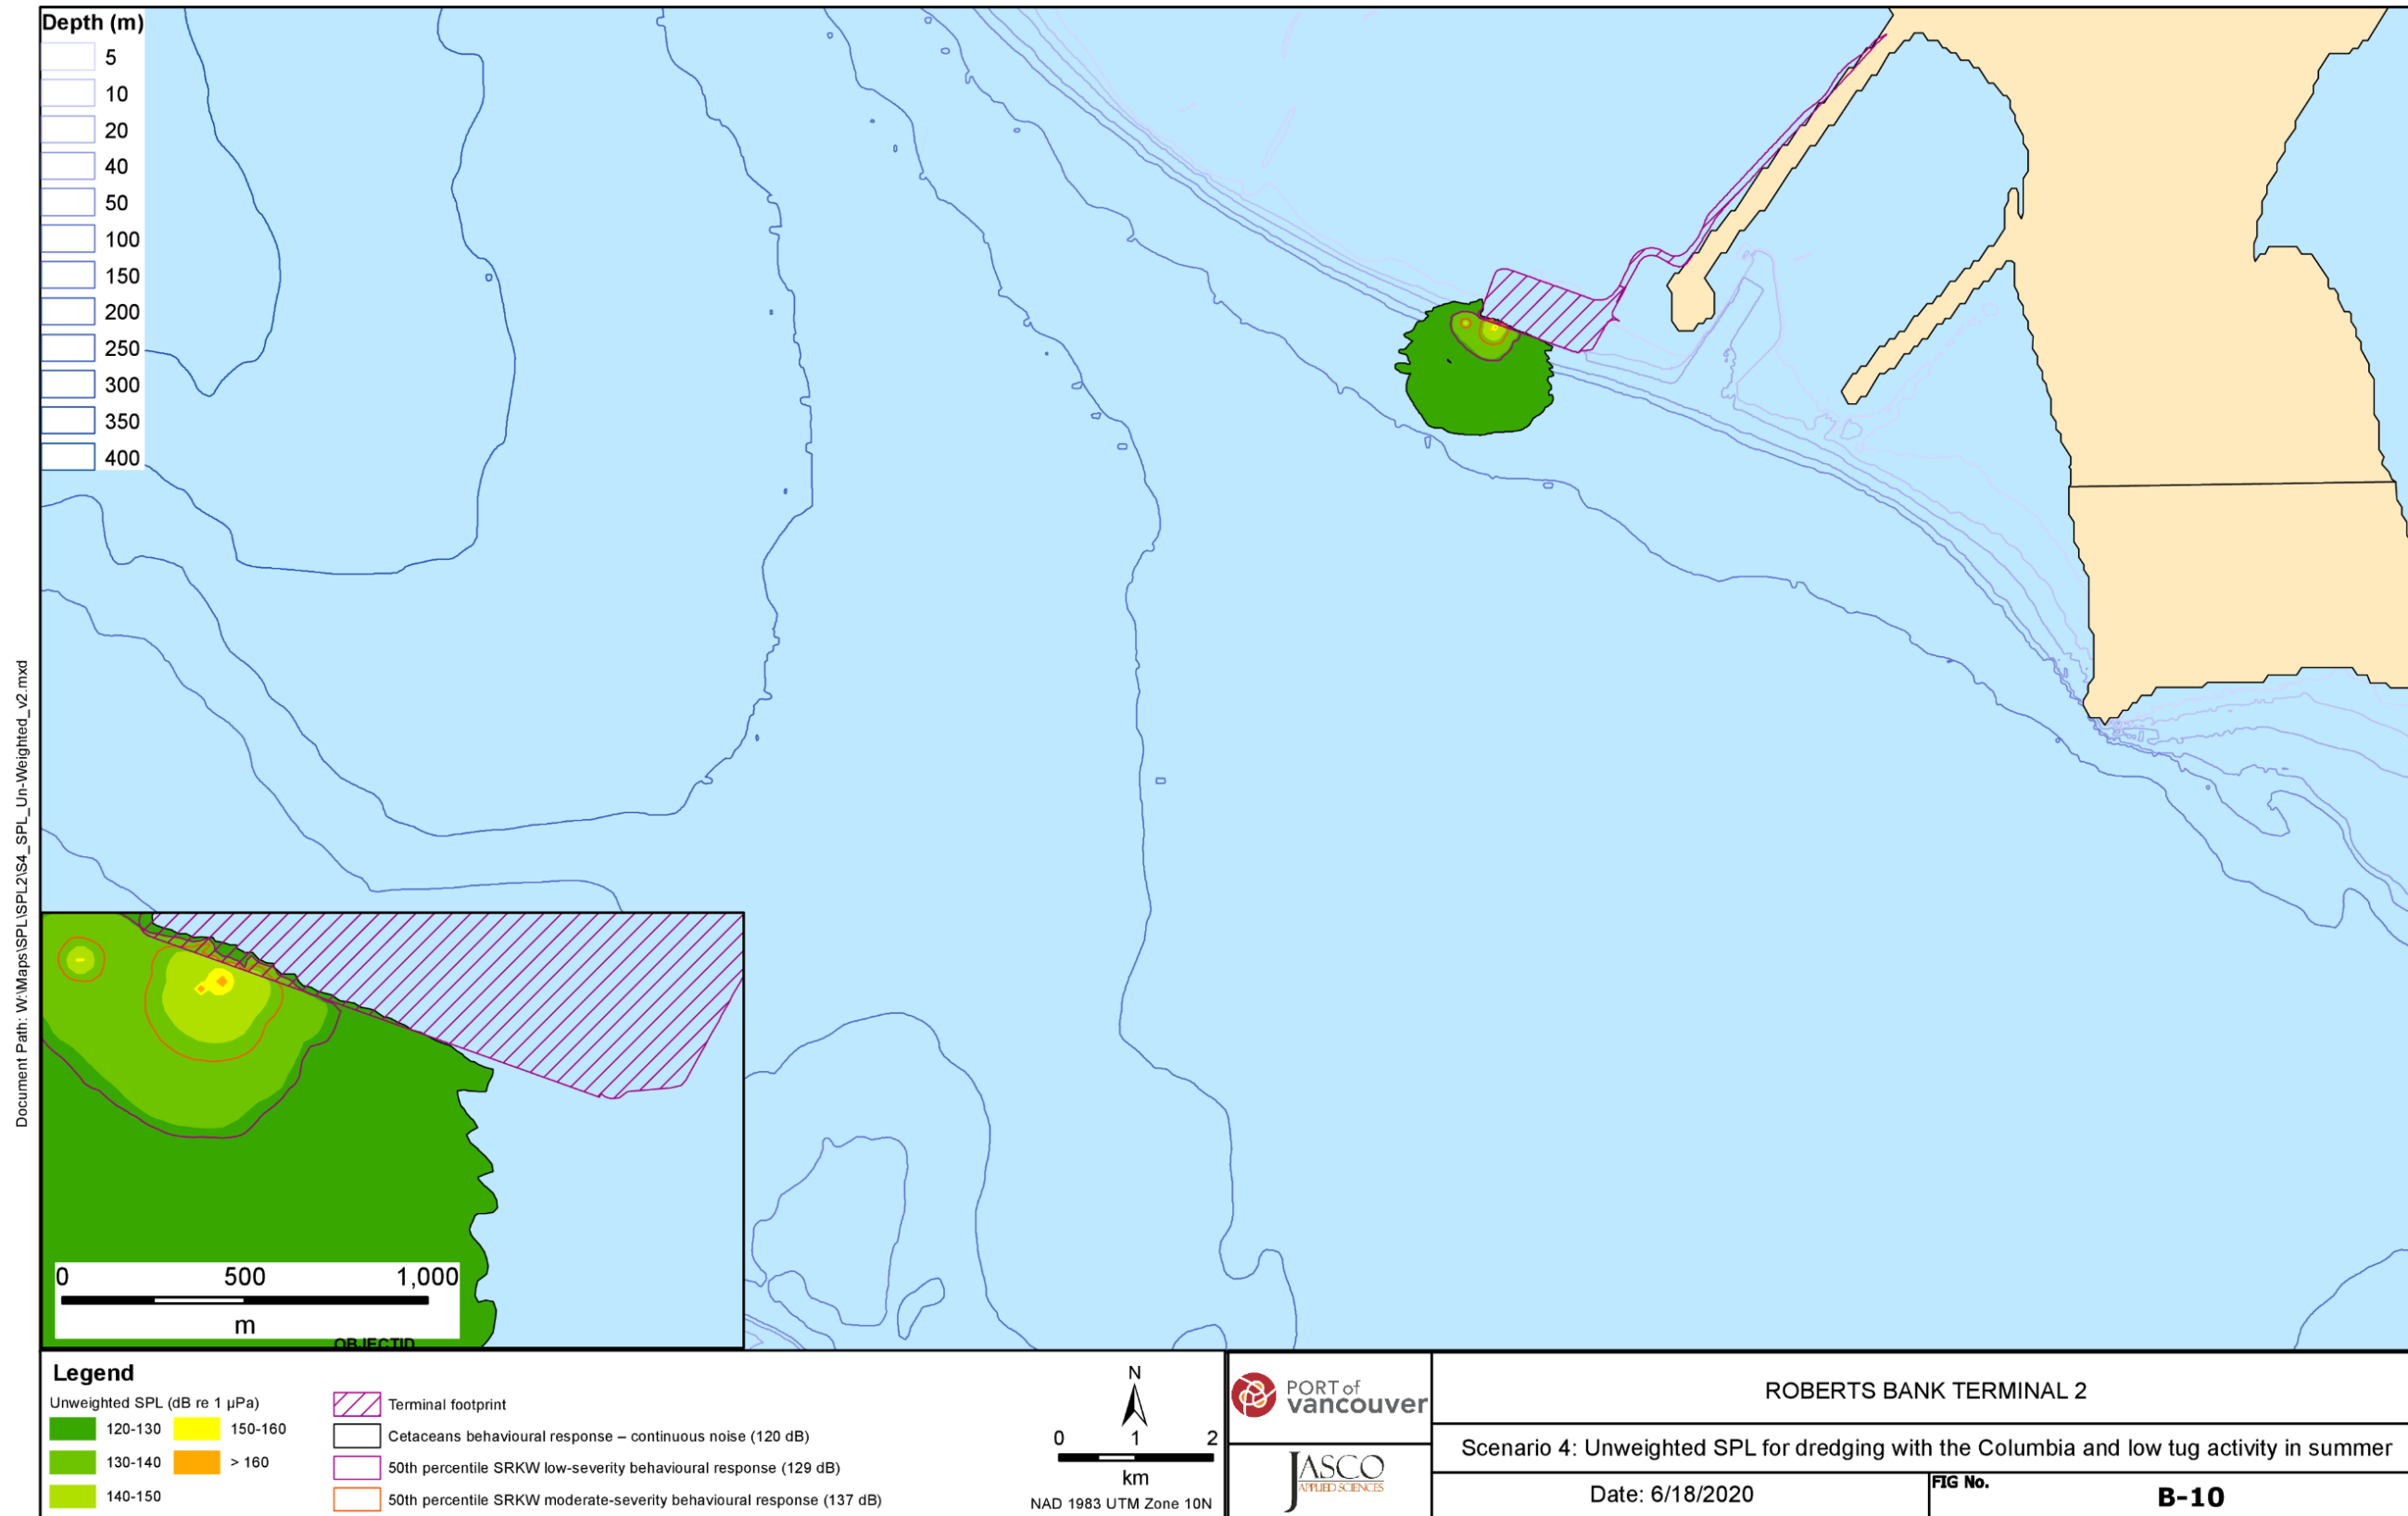 Depth (m)
5
10
20
40
50
100
150
200
250
300
350
400
Document Path: W:\Maps\SPL\SPL2\S4_SPL_Un-Weighted_v2.mxd
0 500 1,000
m
OBJECTID
Legend
Unweighted SPL (dB re 1 µPa)
120-130
130-140
140-150
150-160
> 160
Terminal footprint
Cetaceans behavioural response – continuous noise (120 dB)
50th percentile SRKW low-severity behavioural response (129 dB)
50th percentile SRKW moderate-severity behavioural response (137 dB)
N
0 1 2
km
NAD 1983 UTM Zone 10N
PORT of
vancouver
JASCO
APPLIED SCIENCES
ROBERTS BANK TERMINAL 2
Scenario 4: Unweighted SPL for dredging with the Columbia and low tug activity in summer
Date: 6/18/2020
FIG No.
B-10